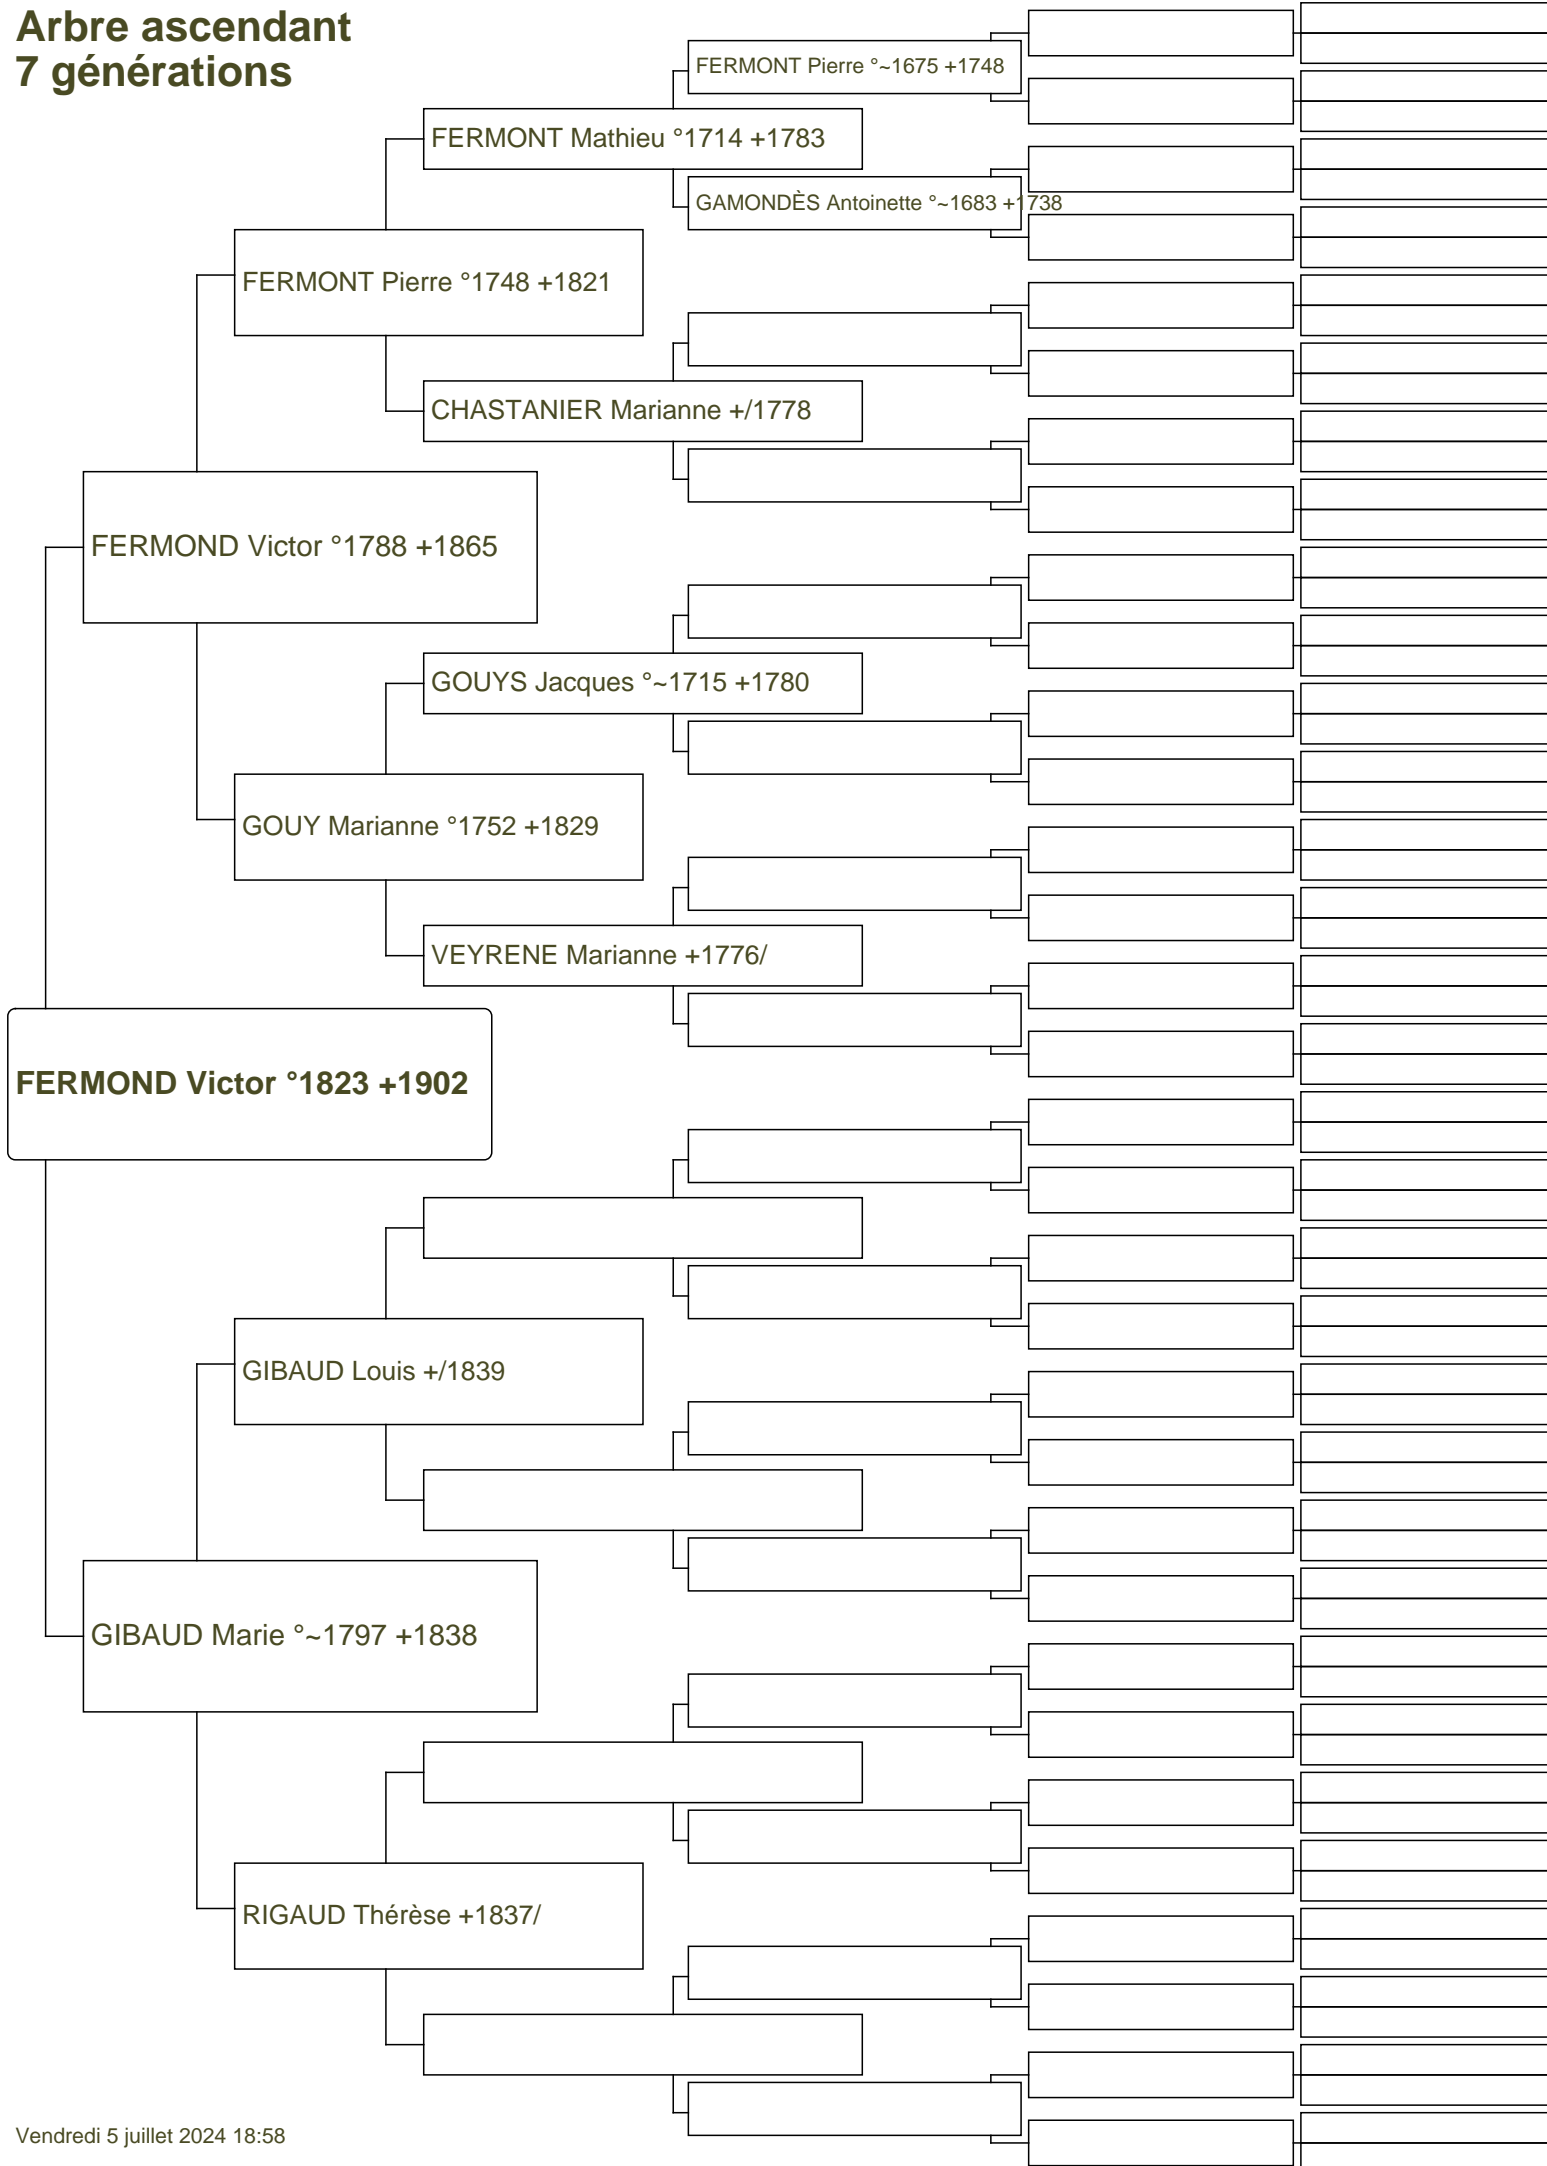 Arbre ascendant
7 générations
FERMONT Pierre °~1675 +1748
FERMONT Mathieu °1714 +1783
GAMONDÈS Antoinette °~1683 +1738
FERMONT Pierre °1748 +1821
CHASTANIER Marianne +/1778
FERMOND Victor °1788 +1865
GOUYS Jacques °~1715 +1780
GOUY Marianne °1752 +1829
VEYRENE Marianne +1776/
FERMOND Victor °1823 +1902
GIBAUD Louis +/1839
GIBAUD Marie °~1797 +1838
RIGAUD Thérèse +1837/
Vendredi 5 juillet 2024 18:58